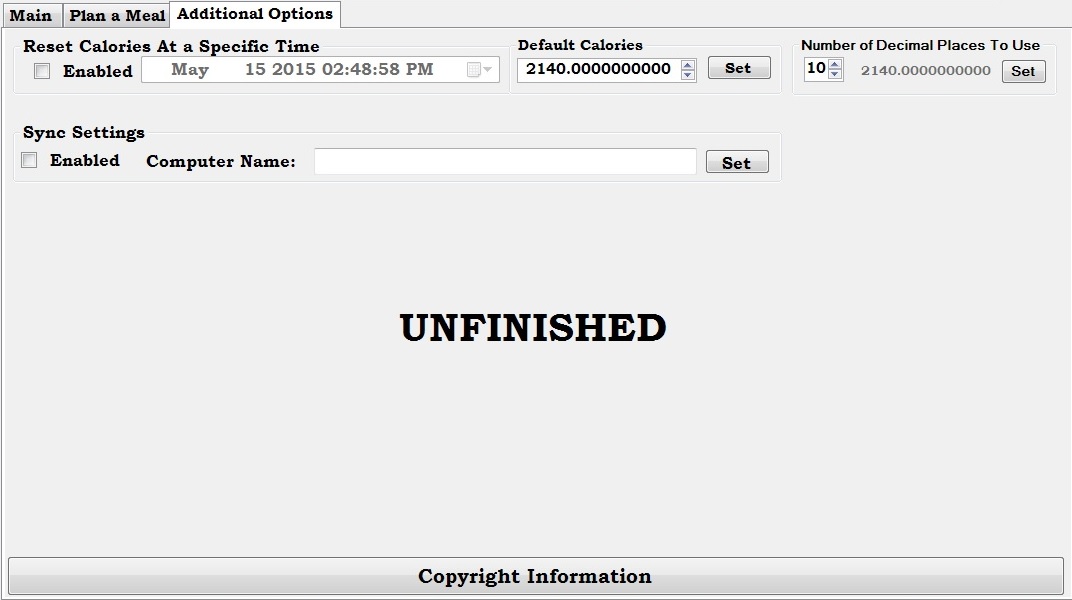 Main Plan a Meal Additional Options
Reset Calories At a Specific Time
Enabled May 15 2015 02:48:58 PM
Default Calories
2140.0000000000 Set
Number of Decimal Places To Use
10 2140.0000000000 Set
Sync Settings
Enabled Computer Name: Set
UNFINISHED
Copyright Information